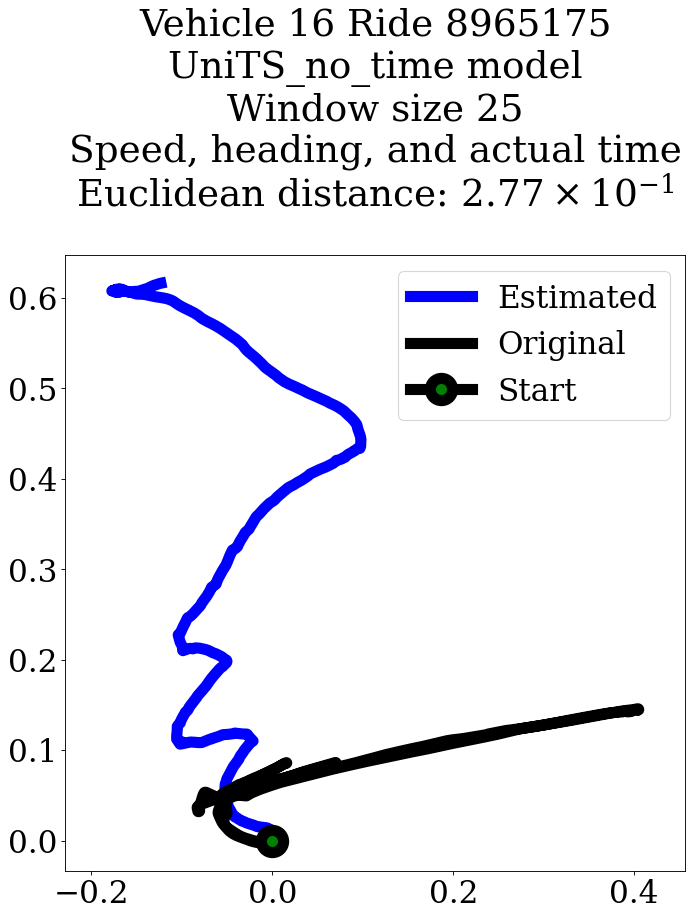 Vehicle 16 Ride 8965175
UniTS_no_time model
Window size 25
Speed, heading, and actual time
Euclidean distance: 2.77 × 10⁻¹
Estimated
Original
Start
0.6
0.5
0.4
0.3
0.2
0.1
0.0
−0.2
0.0
0.2
0.4